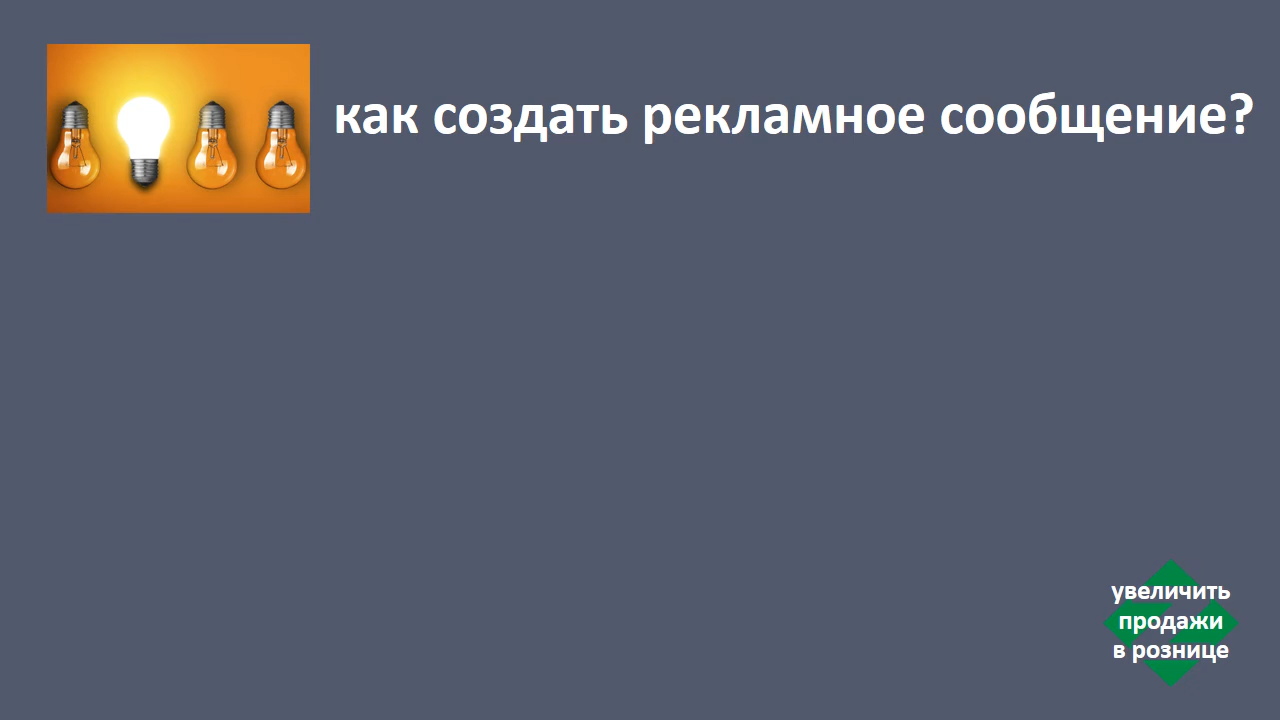 как создать рекламное сообщение?
увеличить
продажи
в рознице